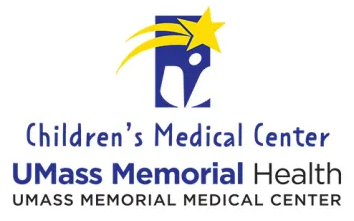 Children's Medical Center
UMass Memorial Health
UMASS MEMORIAL MEDICAL CENTER